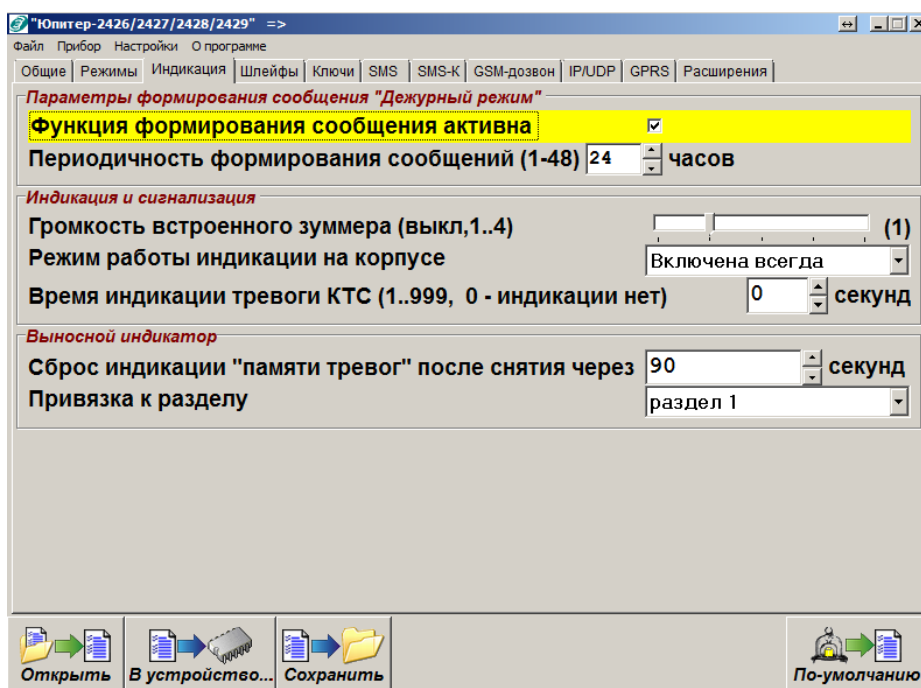 "Юпитер-2426/2427/2428/2429" =>
Файл Прибор Настройки О программе
Общие Режимы Индикация Шлейфы Ключи SMS SMS-K GSM-дозвон IP/UDP GPRS Расширения
Параметры формирования сообщения "Дежурный режим"
Функция формирования сообщения активна
Периодичность формирования сообщений (1-48) 24 часов
Индикация и сигнализация
Громкость встроенного зуммера (выкл,1..4) (1)
Режим работы индикации на корпусе Включена всегда
Время индикации тревоги КТС (1..999, 0 - индикации нет) 0 секунд
Выносной индикатор
Сброс индикации "памяти тревог" после снятия через 90 секунд
Привязка к разделу раздел 1
Открыть В устройство... Сохранить По-умолчанию